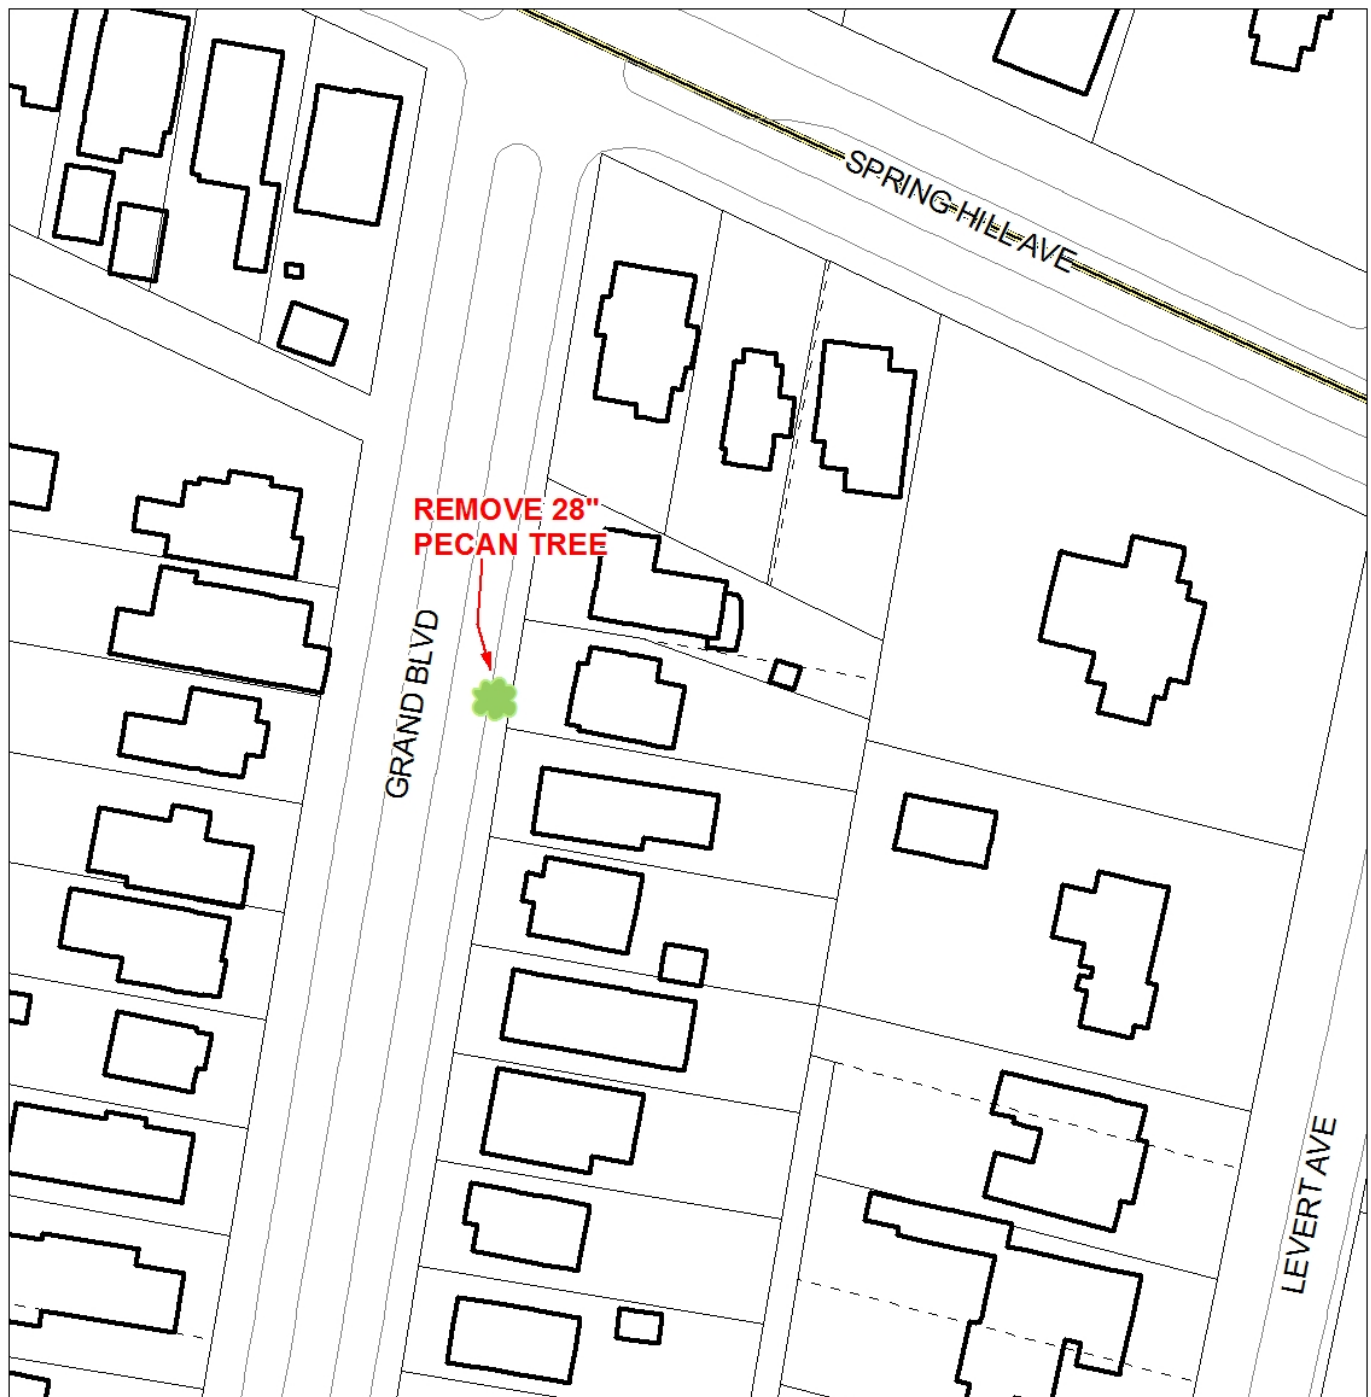 SPRING HILL AVE
REMOVE 28"
PECAN TREE
GRAND BLVD
LEVERT AVE